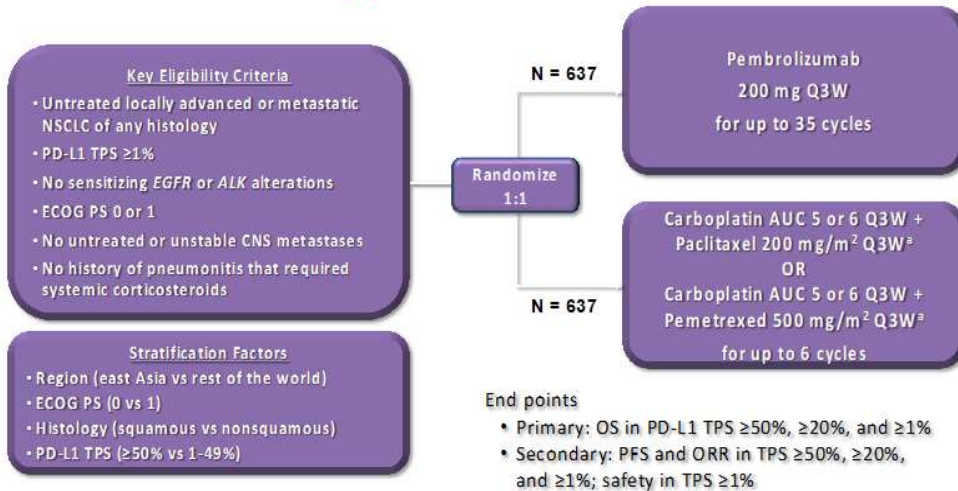 Key Eligibility Criteria
• Untreated locally advanced or metastatic
NSCLC of any histology
• PD-L1 TPS ≥1%
• No sensitizing EGFR or ALK alterations
• ECOG PS 0 or 1
• No untreated or unstable CNS metastases
• No history of pneumonitis that required
systemic corticosteroids
Stratification Factors
• Region (east Asia vs rest of the world)
• ECOG PS (0 vs 1)
• Histology (squamous vs nonsquamous)
• PD-L1 TPS (≥50% vs 1-49%)
Randomize
1:1
N = 637
Pembrolizumab
200 mg Q3W
for up to 35 cycles
N = 637
Carboplatin AUC 5 or 6 Q3W +
Paclitaxel 200 mg/m² Q3Wᵃ
OR
Carboplatin AUC 5 or 6 Q3W +
Pemetrexed 500 mg/m² Q3Wᵃ
for up to 6 cycles
End points
• Primary: OS in PD-L1 TPS ≥50%, ≥20%, and ≥1%
• Secondary: PFS and ORR in TPS ≥50%, ≥20%,
and ≥1%; safety in TPS ≥1%